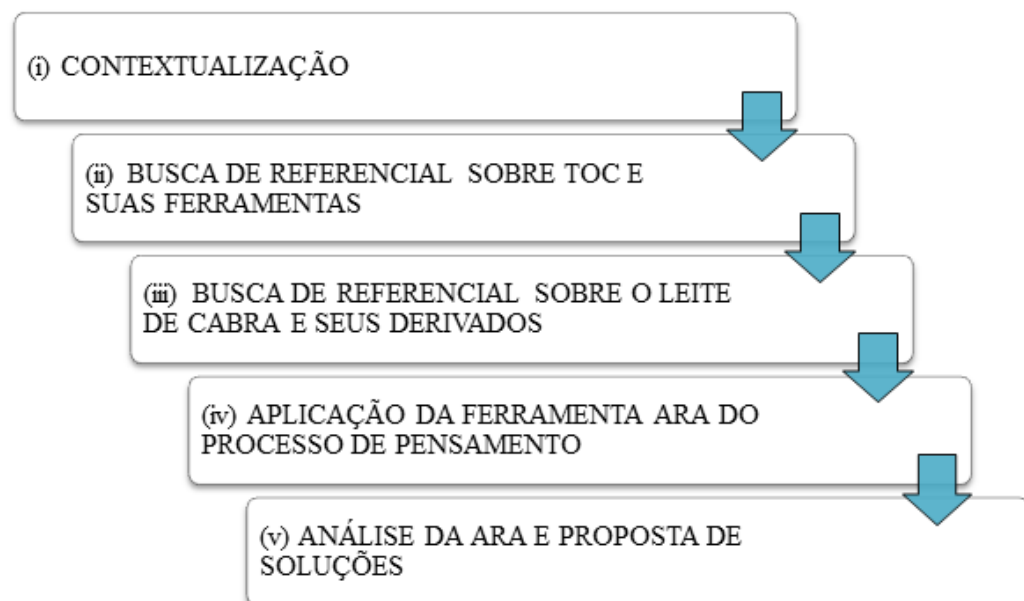 (i) CONTEXTUALIZAÇÃO
(ii) BUSCA DE REFERENCIAL SOBRE TOC E
SUAS FERRAMENTAS
(iii) BUSCA DE REFERENCIAL SOBRE O LEITE
DE CABRA E SEUS DERIVADOS
(iv) APLICAÇÃO DA FERRAMENTA ARA DO
PROCESSO DE PENSAMENTO
(v) ANÁLISE DA ARA E PROPOSTA DE
SOLUÇÕES